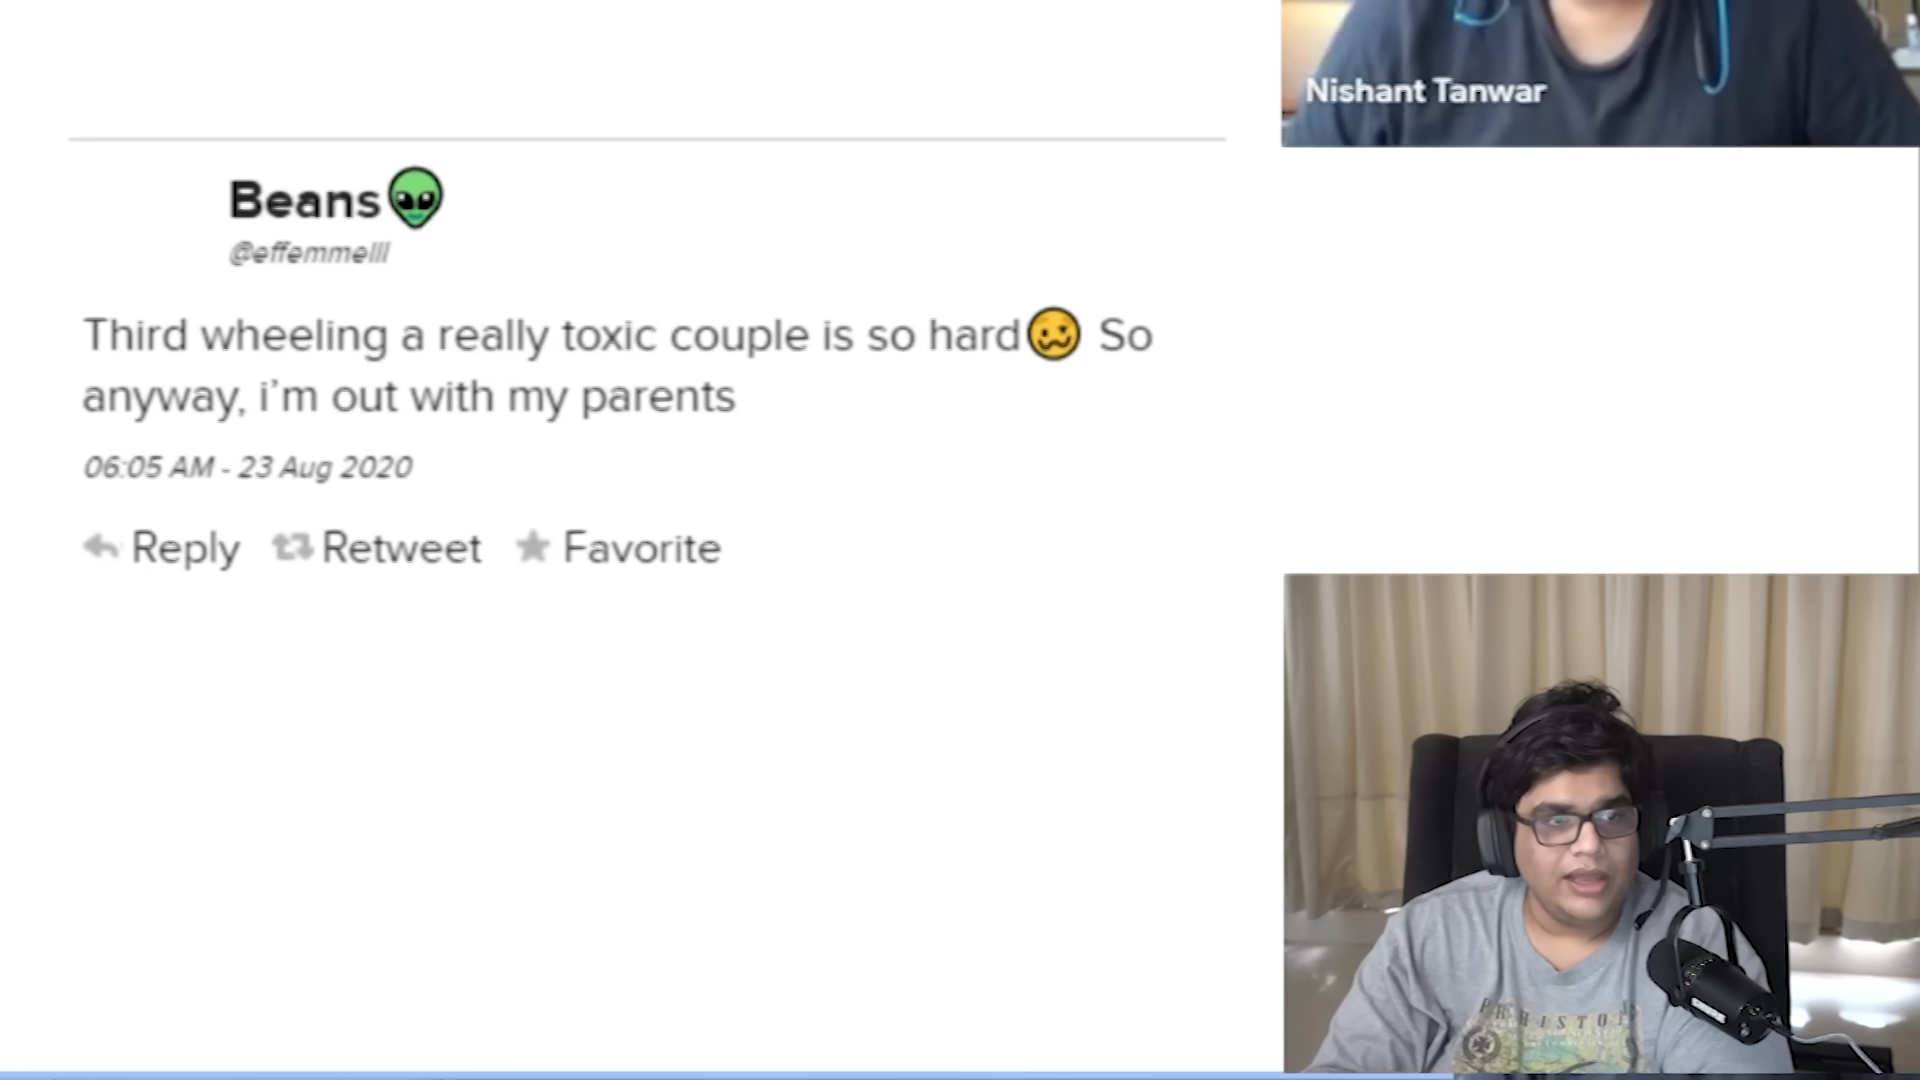 Nishant Tanwar
Beans👽
@effemmelll
Third wheeling a really toxic couple is so hard🥴 So
anyway, i'm out with my parents
06:05 AM - 23 Aug 2020
Reply Retweet Favorite